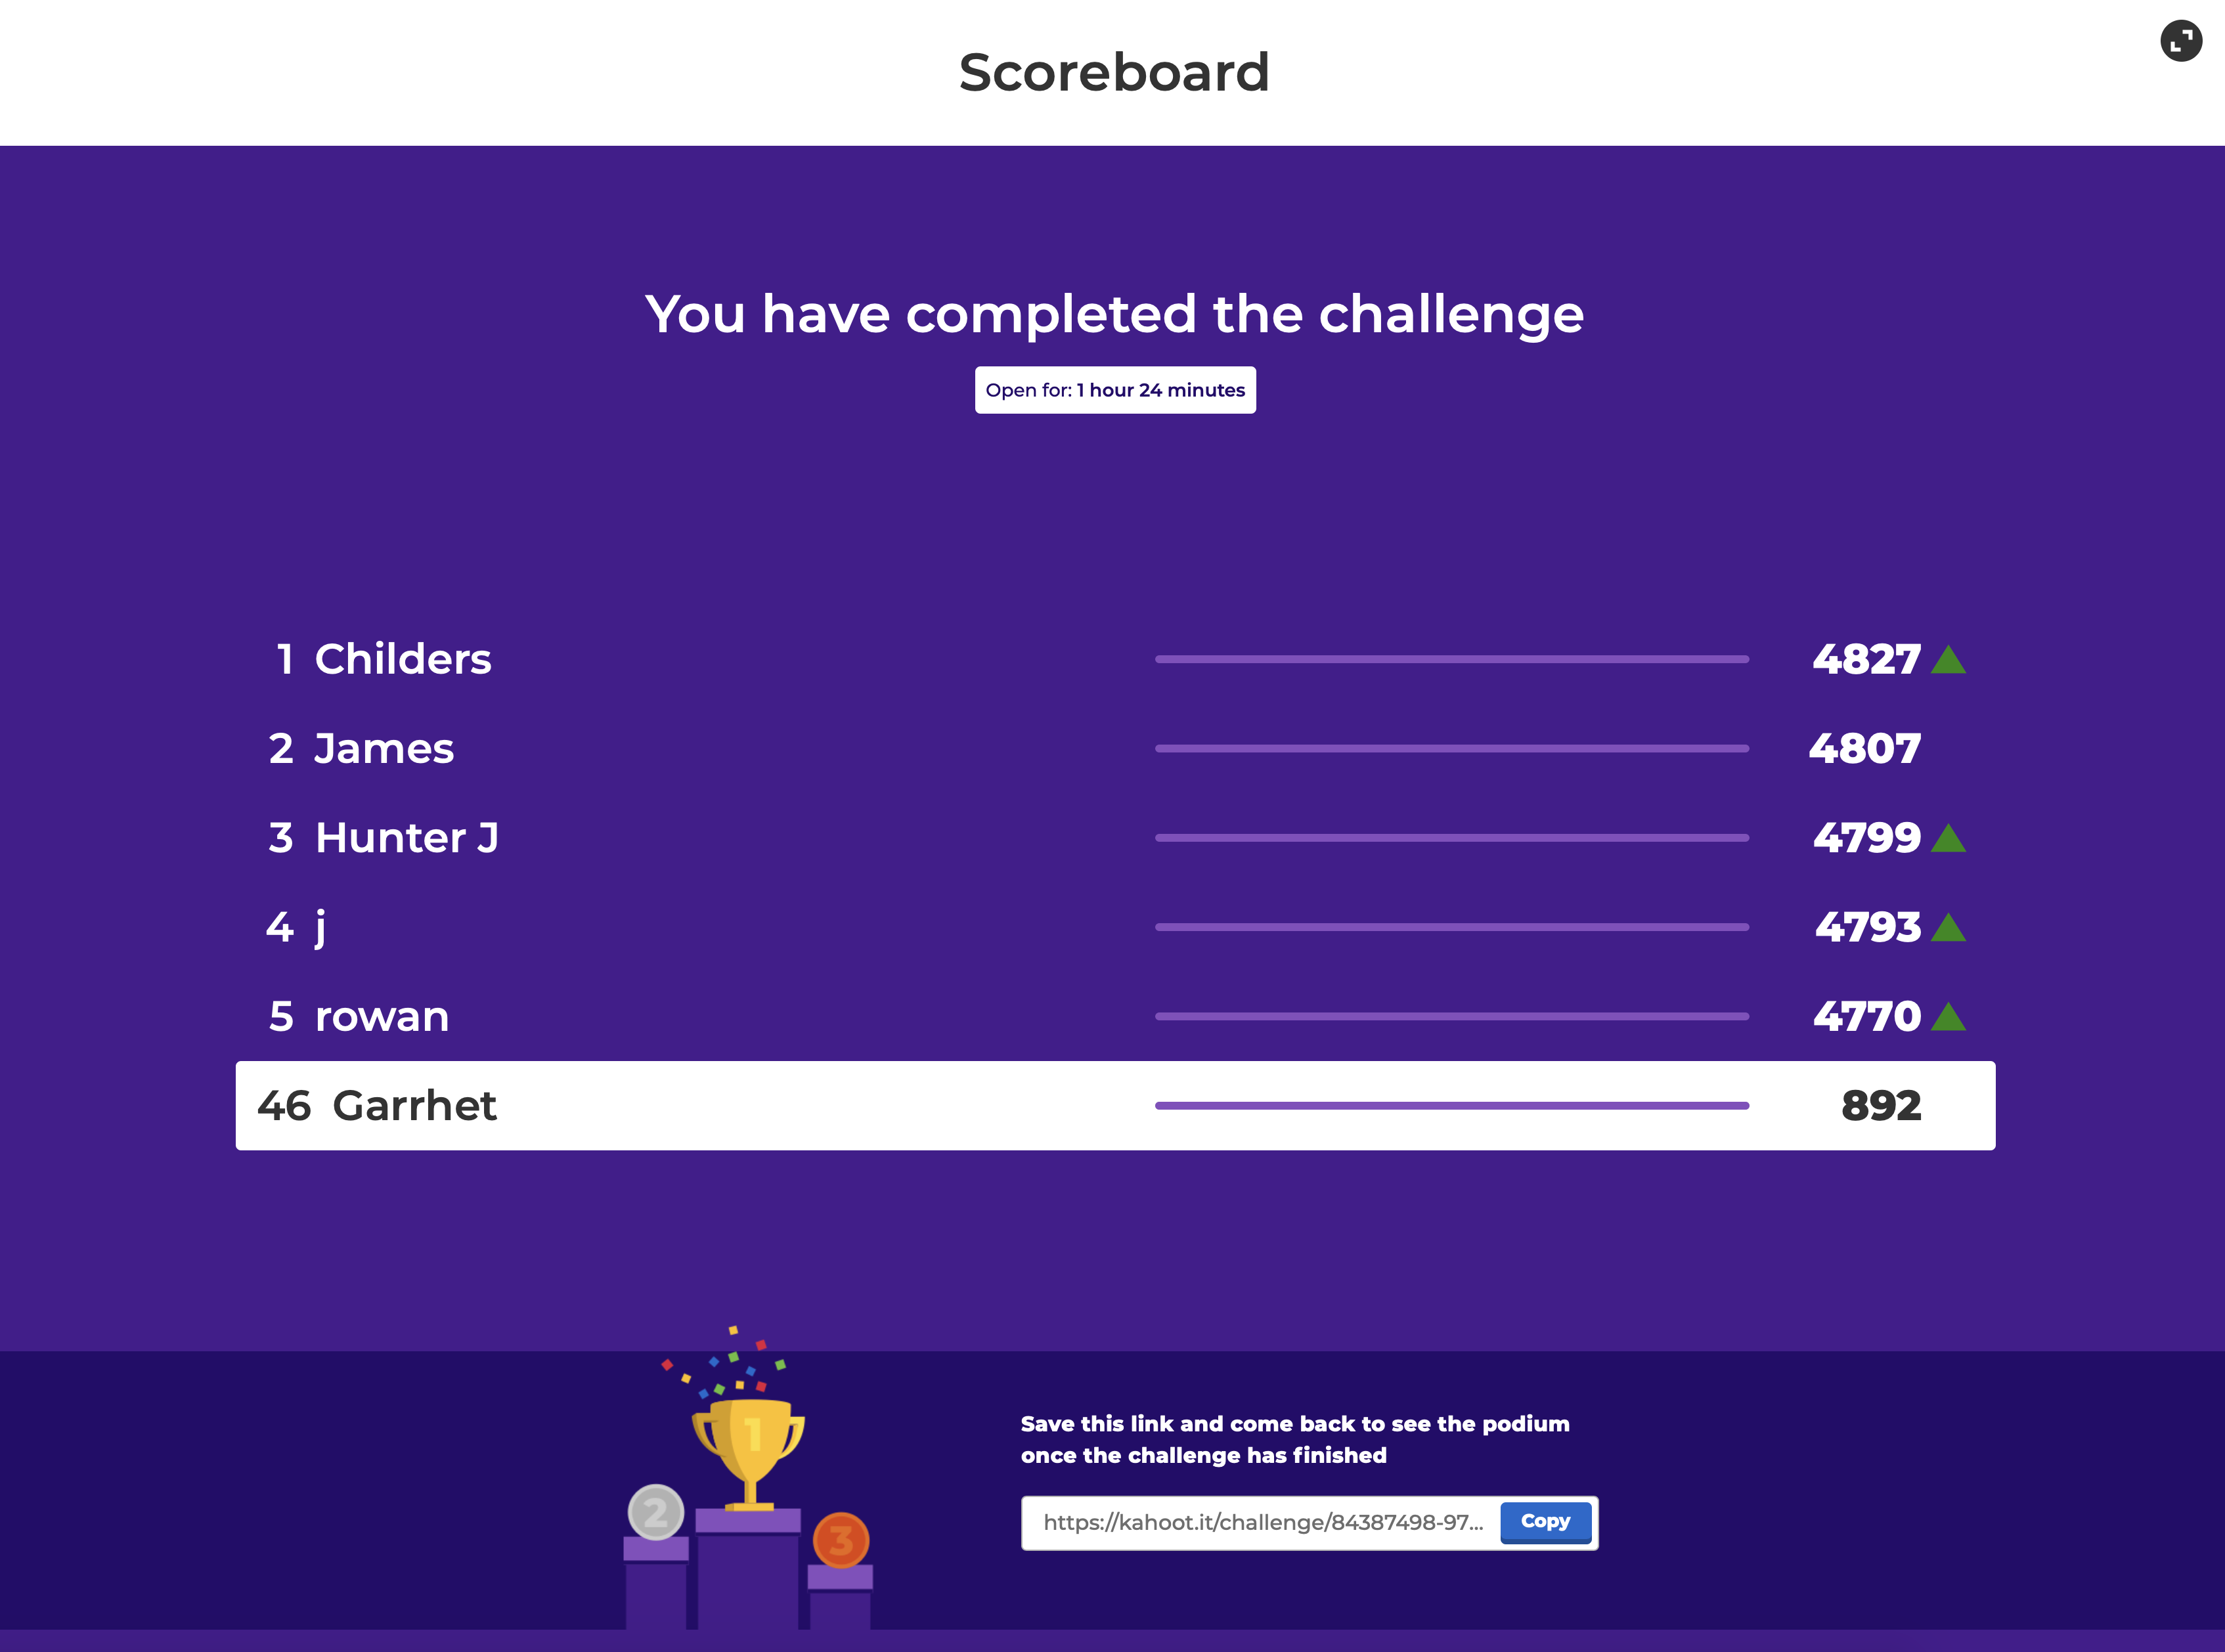 Scoreboard
You have completed the challenge
Open for: 1 hour 24 minutes
1 Childers 4827
2 James 4807
3 Hunter J 4799
4 j 4793
5 rowan 4770
46 Garrhet 892
1
2
3
Save this link and come back to see the podium
once the challenge has finished
https://kahoot.it/challenge/84387498-97... Copy